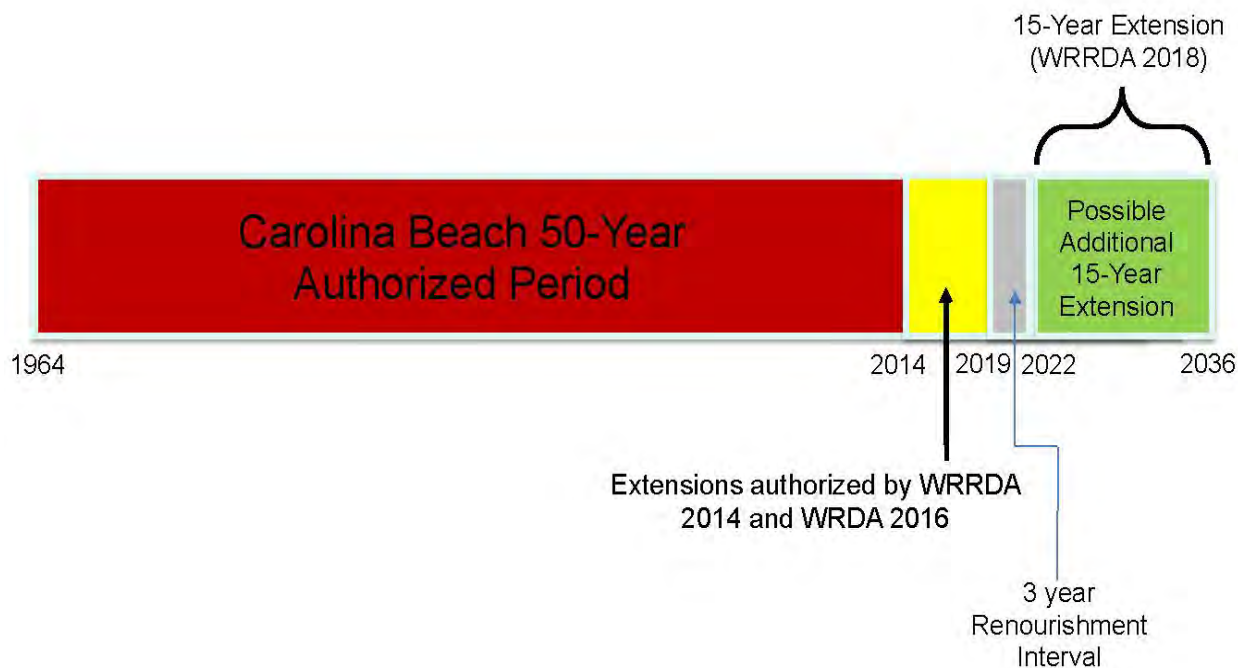 15-Year Extension
(WRRDA 2018)
Carolina Beach 50-Year
Authorized Period
Possible
Additional
15-Year
Extension
1964
2014
2019
2022
2036
Extensions authorized by WRRDA
2014 and WRDA 2016
3 year
Renourishment
Interval